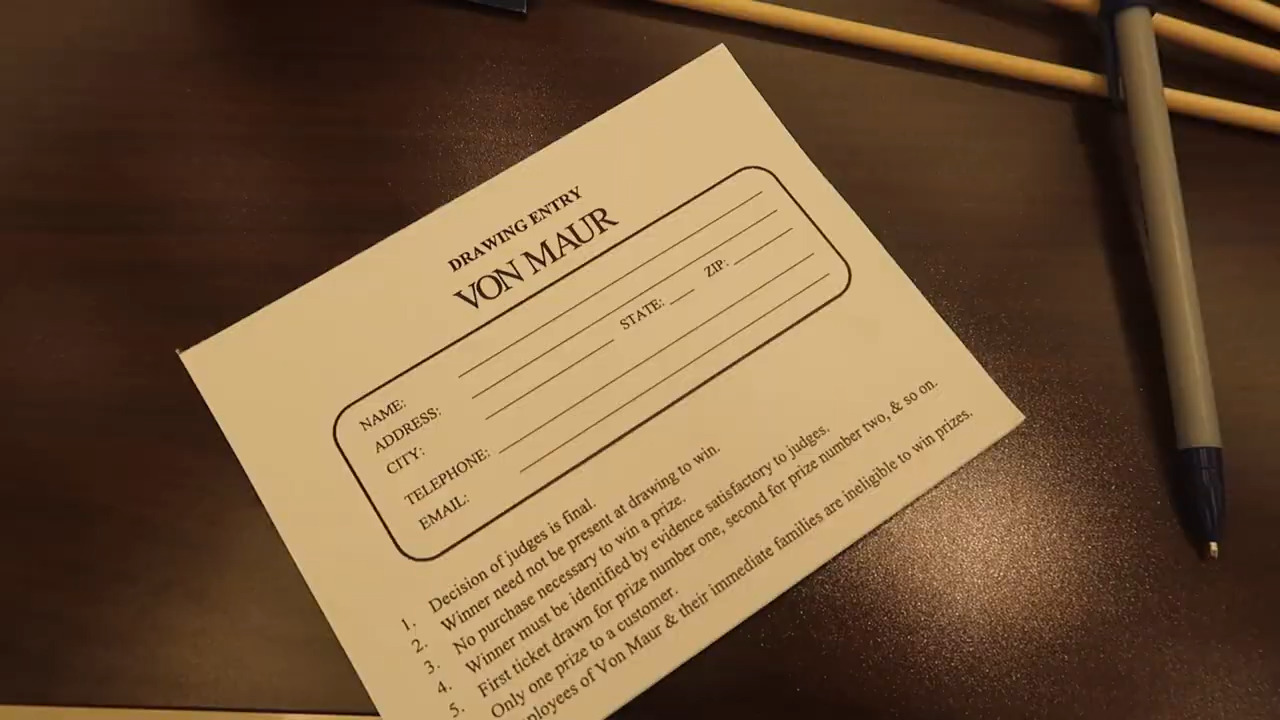 DRAWING ENTRY
VON MAUR
NAME:
ADDRESS:
CITY: STATE: ZIP:
TELEPHONE:
EMAIL:
1. Decision of judges is final.
2. Winner need not be present at drawing to win.
3. No purchase necessary to win a prize.
4. Winner must be identified by evidence satisfactory to judges.
5. First ticket drawn for prize number one, second for prize number two, & so on.
Only one prize to a customer.
of Von Maur & their immediate families are ineligible to win prizes.